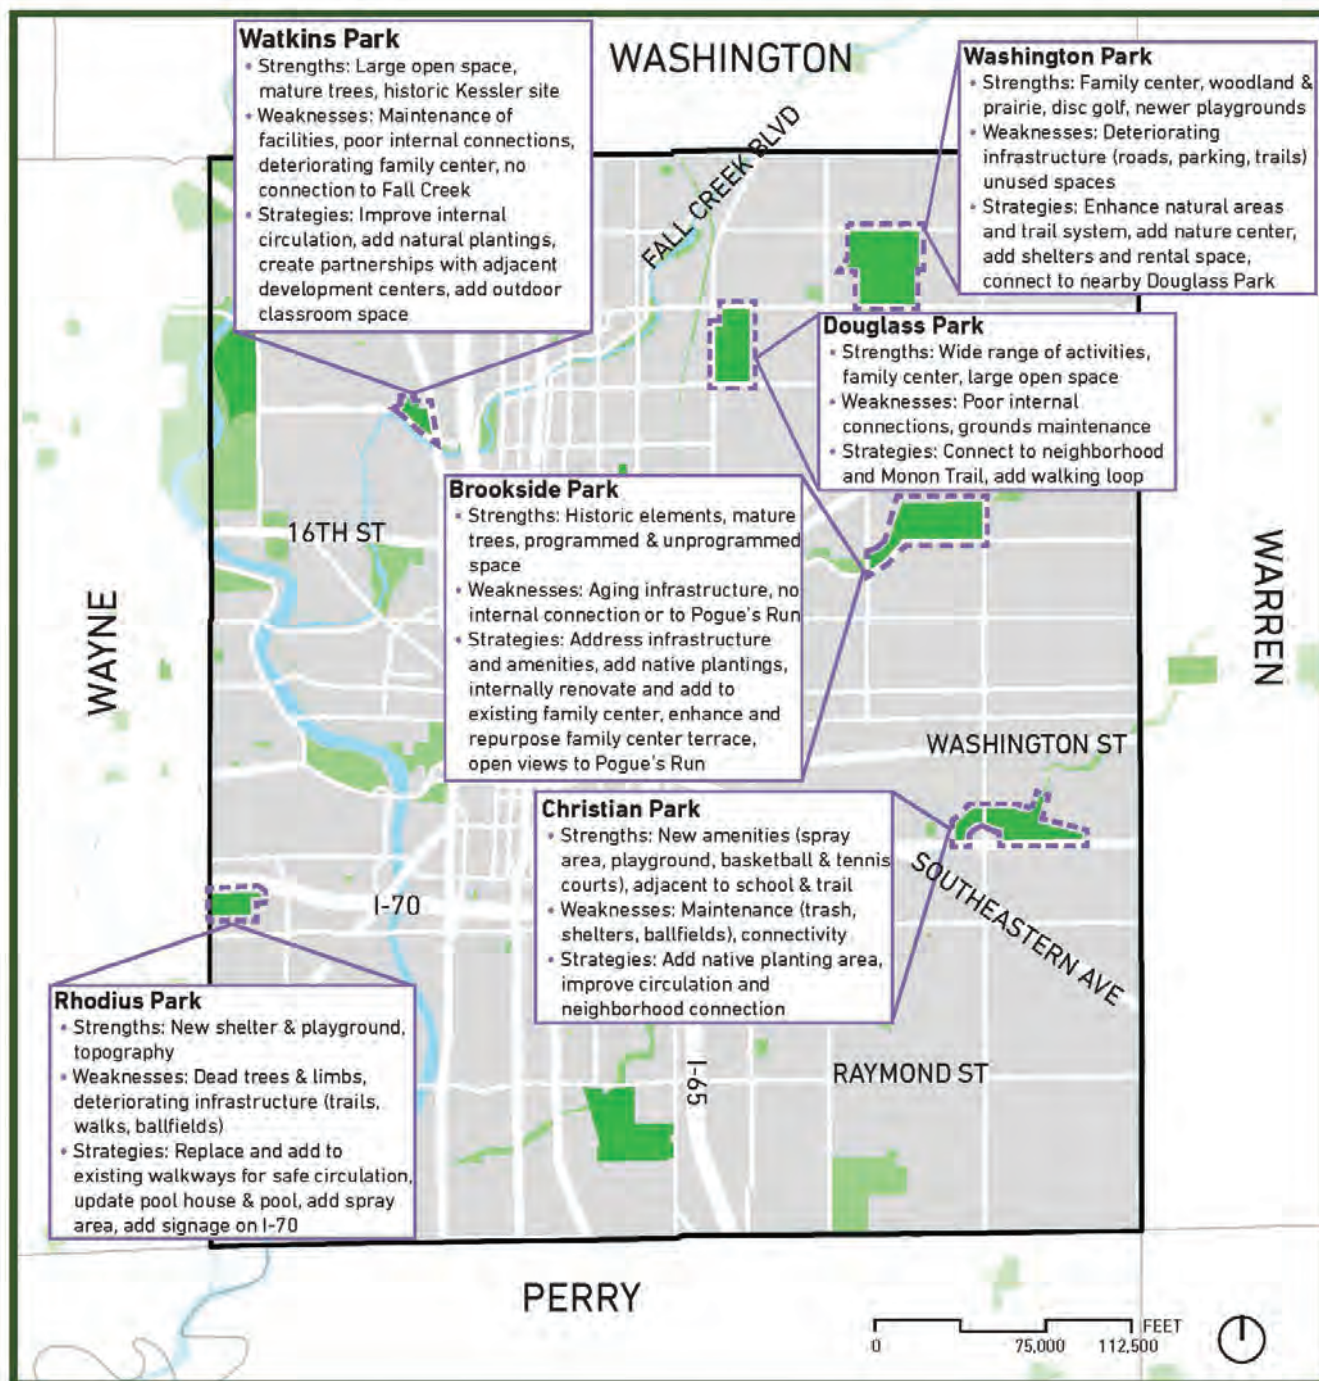 WASHINGTON
Watkins Park
• Strengths: Large open space,
mature trees, historic Kessler site
• Weaknesses: Maintenance of
facilities, poor internal connections,
deteriorating family center, no
connection to Fall Creek
• Strategies: Improve internal
circulation, add natural plantings,
create partnerships with adjacent
development centers, add outdoor
classroom space
Washington Park
• Strengths: Family center, woodland &
prairie, disc golf, newer playgrounds
• Weaknesses: Deteriorating
infrastructure (roads, parking, trails)
unused spaces
• Strategies: Enhance natural areas
and trail system, add nature center,
add shelters and rental space,
connect to nearby Douglass Park
FALL CREEK BLVD
Douglass Park
• Strengths: Wide range of activities,
family center, large open space
• Weaknesses: Poor internal
connections, grounds maintenance
• Strategies: Connect to neighborhood
and Monon Trail, add walking loop
16TH ST
Brookside Park
• Strengths: Historic elements, mature
trees, programmed & unprogrammed
space
• Weaknesses: Aging infrastructure, no
internal connection or to Pogue's Run
• Strategies: Address infrastructure
and amenities, add native plantings,
internally renovate and add to
existing family center, enhance and
repurpose family center terrace,
open views to Pogue's Run
WAYNE
WARREN
WASHINGTON ST
Christian Park
• Strengths: New amenities (spray
area, playground, basketball & tennis
courts), adjacent to school & trail
• Weaknesses: Maintenance (trash,
shelters, ballfields), connectivity
• Strategies: Add native planting area,
improve circulation and
neighborhood connection
SOUTHEASTERN AVE
I-70
Rhodius Park
• Strengths: New shelter & playground,
topography
• Weaknesses: Dead trees & limbs,
deteriorating infrastructure (trails,
walks, ballfields)
• Strategies: Replace and add to
existing walkways for safe circulation,
update pool house & pool, add spray
area, add signage on I-70
I-65
RAYMOND ST
PERRY
FEET
0 75,000 112,500